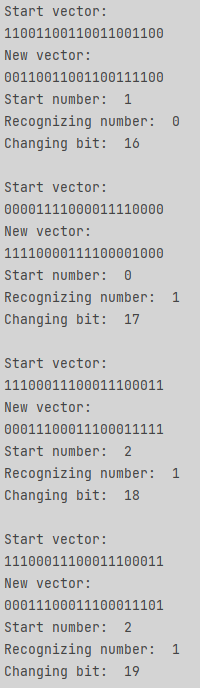 Start vector:
11001100110011001100
New vector:
00110011001100111100
Start number:  1
Recognizing number:  0
Changing bit:  16
Start vector:
00001111000011110000
New vector:
11110000111100001000
Start number:  0
Recognizing number:  1
Changing bit:  17
Start vector:
11100011100011100011
New vector:
00011100011100011111
Start number:  2
Recognizing number:  1
Changing bit:  18
Start vector:
11100011100011100011
New vector:
00011100011100011101
Start number:  2
Recognizing number:  1
Changing bit:  19